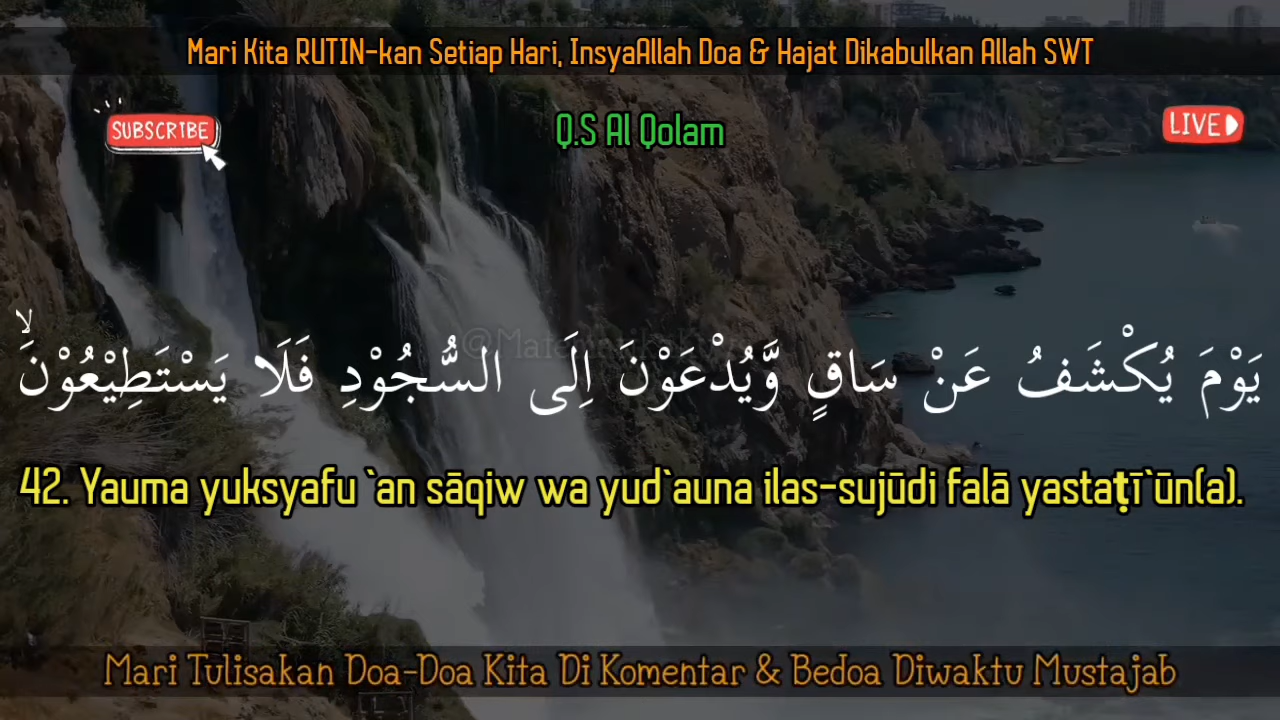 Mari Kita RUTIN-kan Setiap Hari, InsyaAllah Doa & Hajat Dikabulkan Allah SWT
SUBSCRIBE
Q.S Al Qolam
LIVE
يَوْمَ يُكْشَفُ عَنْ سَاقٍ وَّيُدْعَوْنَ اِلَى السُّجُوْدِ فَلَا يَسْتَطِيْعُوْنَۙ
42. Yauma yuksyafu `an sāqiw wa yud`auna ilas-sujūdi falā yastaṭī`ūn(a).
Mari Tulisakan Doa-Doa Kita Di Komentar & Bedoa Diwaktu Mustajab